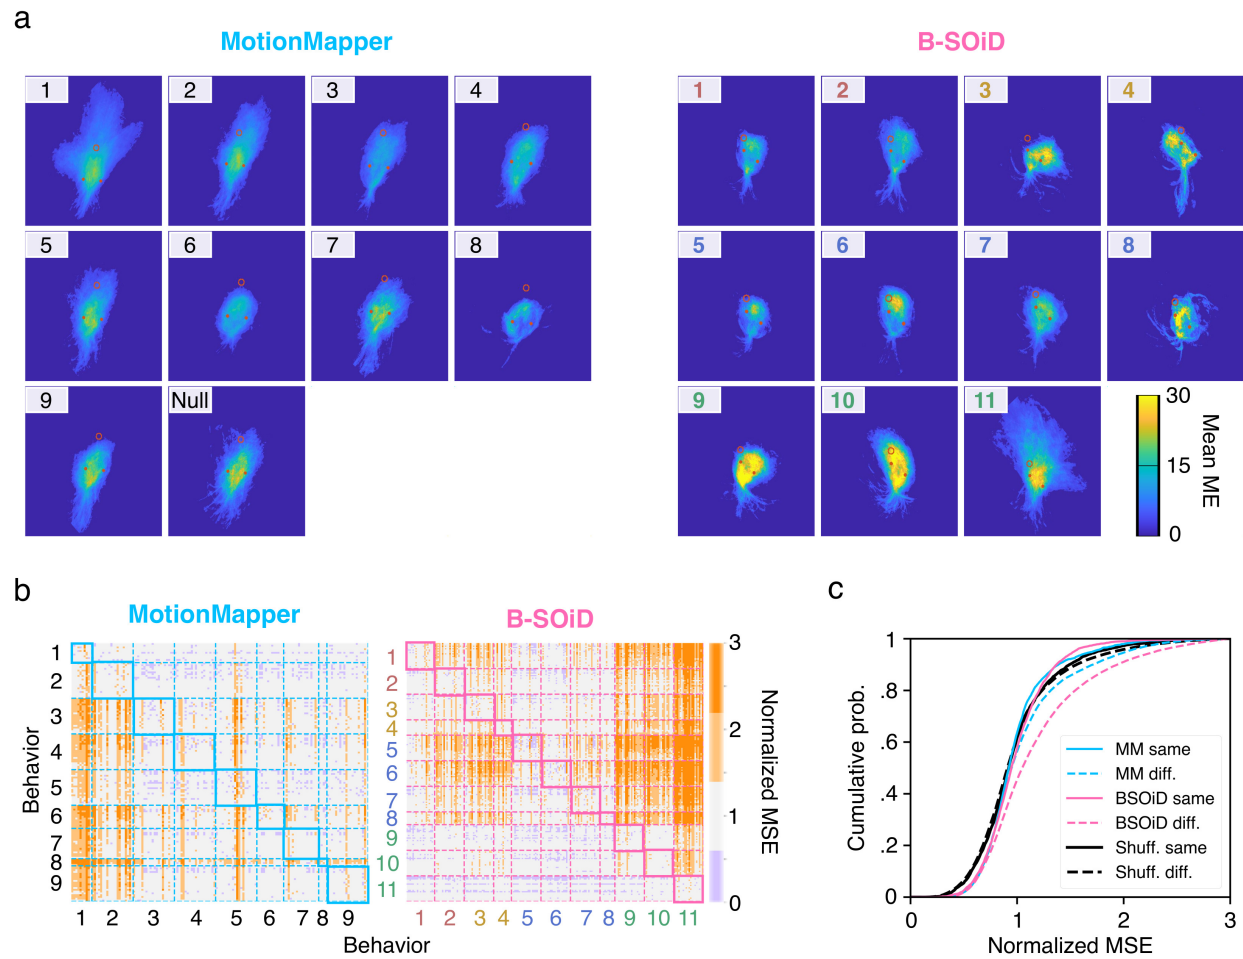 a
MotionMapper
B-SOiD
1
2
3
4
1
2
3
4
5
6
7
8
5
6
7
8
9
Null
9
10
11
30
15
0
Mean ME
b
MotionMapper
B-SOiD
c
1
2
3
4
5
6
7
8
9
Behavior
1
2
3
4
5
6
7
8
9
10
11
3
2
1
0
Normalized MSE
1 2 3 4 5 6 7 8 9
1 2 3 4 5 6 7 8 9 10 11
Behavior
1
.8
.6
.4
.2
0
Cumulative prob.
MM same
MM diff.
BSOiD same
BSOiD diff.
Shuff. same
Shuff. diff.
0 1 2 3
Normalized MSE